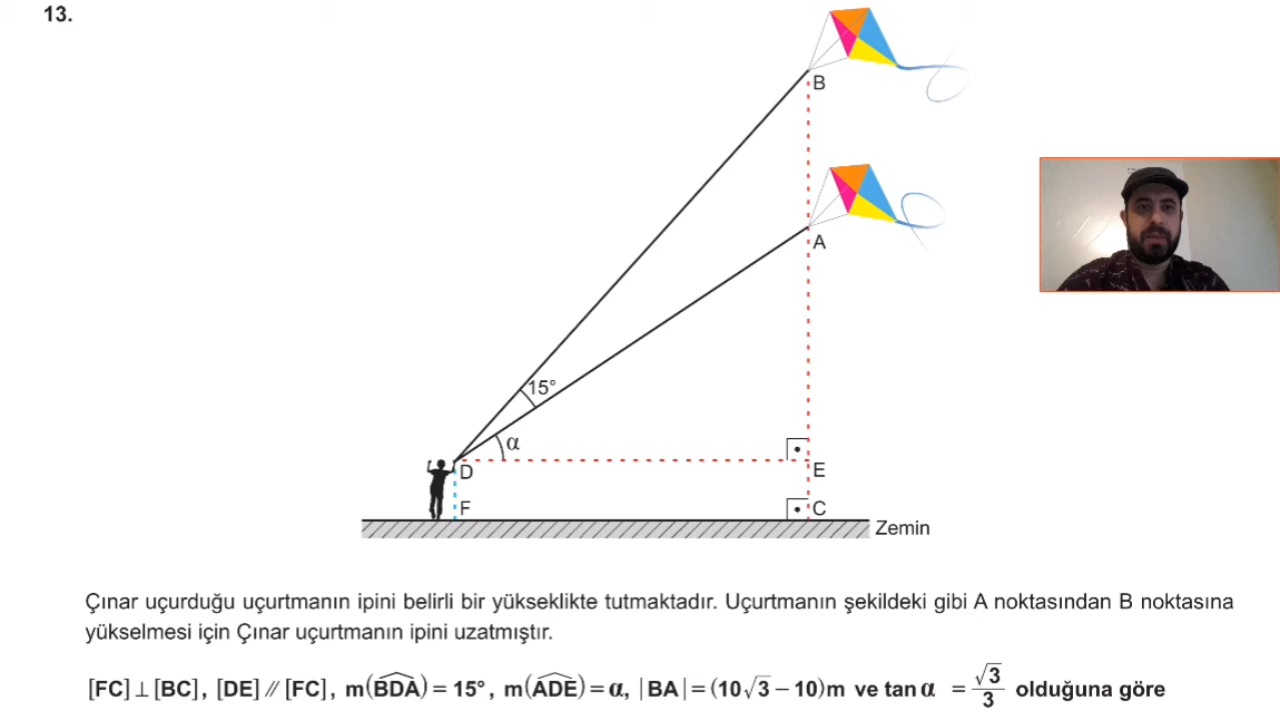 13.
B
A
15°
α
D
E
F
C
Zemin
Çınar uçurduğu uçurtmanın ipini belirli bir yükseklikte tutmaktadır. Uçurtmanın şekildeki gibi A noktasından B noktasına
yükselmesi için Çınar uçurtmanın ipini uzatmıştır.
[FC] ⊥ [BC], [DE] // [FC], m(BDA) = 15°, m(ADE) = α, |BA| = (10√3 − 10)m ve tan α = √3/3 olduğuna göre